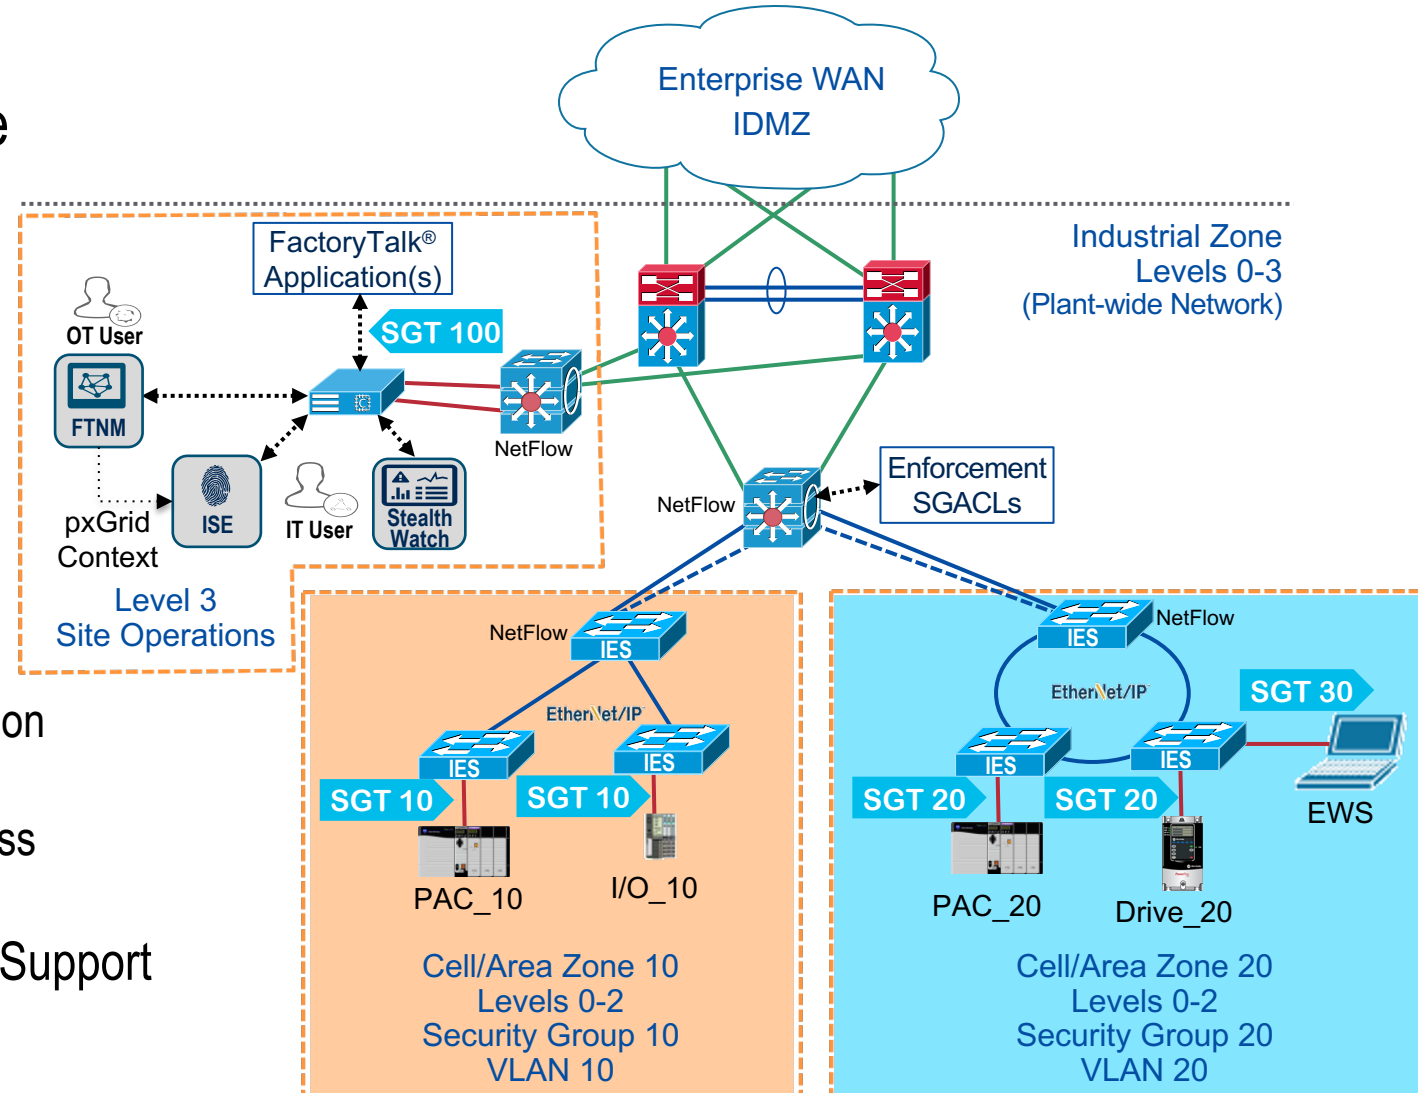 e
Enterprise WAN
IDMZ
Industrial Zone
Levels 0-3
(Plant-wide Network)
FactoryTalk®
Application(s)
OT User
SGT 100
FTNM
NetFlow
pxGrid
Context
ISE
IT User
Stealth
Watch
Level 3
Site Operations
NetFlow
Enforcement
SGACLs
NetFlow
IES
EtherNet/IP
IES
IES
SGT 10
SGT 10
PAC_10
I/O_10
Cell/Area Zone 10
Levels 0-2
Security Group 10
VLAN 10
NetFlow
IES
EtherNet/IP
SGT 30
IES
IES
EWS
SGT 20
SGT 20
PAC_20
Drive_20
Cell/Area Zone 20
Levels 0-2
Security Group 20
VLAN 20
on
ss
Support